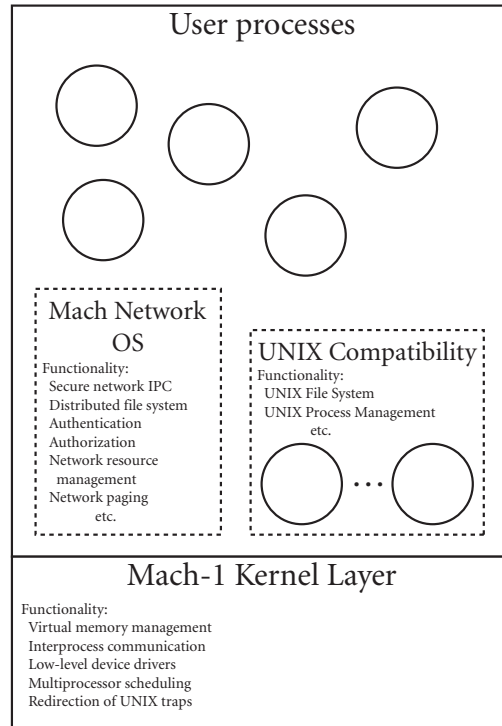 User processes
Mach Network
OS
Functionality:
Secure network IPC
Distributed file system
Authentication
Authorization
Network resource
management
Network paging
etc.
UNIX Compatibility
Functionality:
UNIX File System
UNIX Process Management
etc.
...
Mach-1 Kernel Layer
Functionality:
Virtual memory management
Interprocess communication
Low-level device drivers
Multiprocessor scheduling
Redirection of UNIX traps